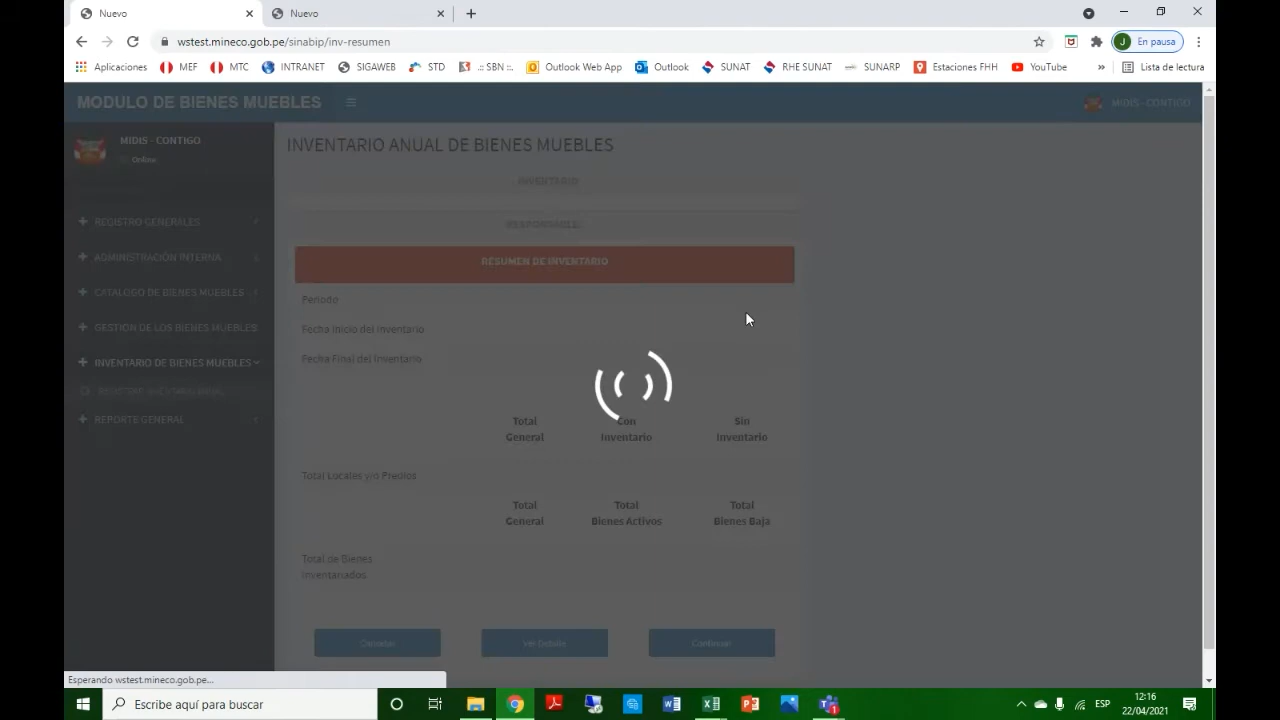 Nuevo
Nuevo
wstest.mineco.gob.pe/sinabip/inv-resumen
J
En pausa
Aplicaciones
MEF
MTC
INTRANET
SIGAWEB
STD
.:: SBN ::.
Outlook Web App
Outlook
SUNAT
RHE SUNAT
SUNARP
Estaciones FHH
YouTube
»
Lista de lectura
MODULO DE BIENES MUEBLES
MIDIS - CONTIGO
MIDIS - CONTIGO
Online
REGISTRO GENERALES
ADMINISTRACIÓN INTERNA
CATALOGO DE BIENES MUEBLES
GESTION DE LOS BIENES MUEBLES
INVENTARIO DE BIENES MUEBLES
REGISTRAR INVENTARIO ANUAL
REPORTE GENERAL
INVENTARIO ANUAL DE BIENES MUEBLES
INVENTARIO
RESPONSABLE
RESUMEN DE INVENTARIO
Periodo
Fecha Inicio del Inventario
Fecha Final del Inventario
Total General
Con Inventario
Sin Inventario
Total Locales y/o Predios
Total General
Total Bienes Activos
Total Bienes Baja
Total de Bienes
Inventariados
Cancelar
Ver Detalle
Continuar
Esperando wstest.mineco.gob.pe...
Escribe aquí para buscar
ESP
12:16
22/04/2021